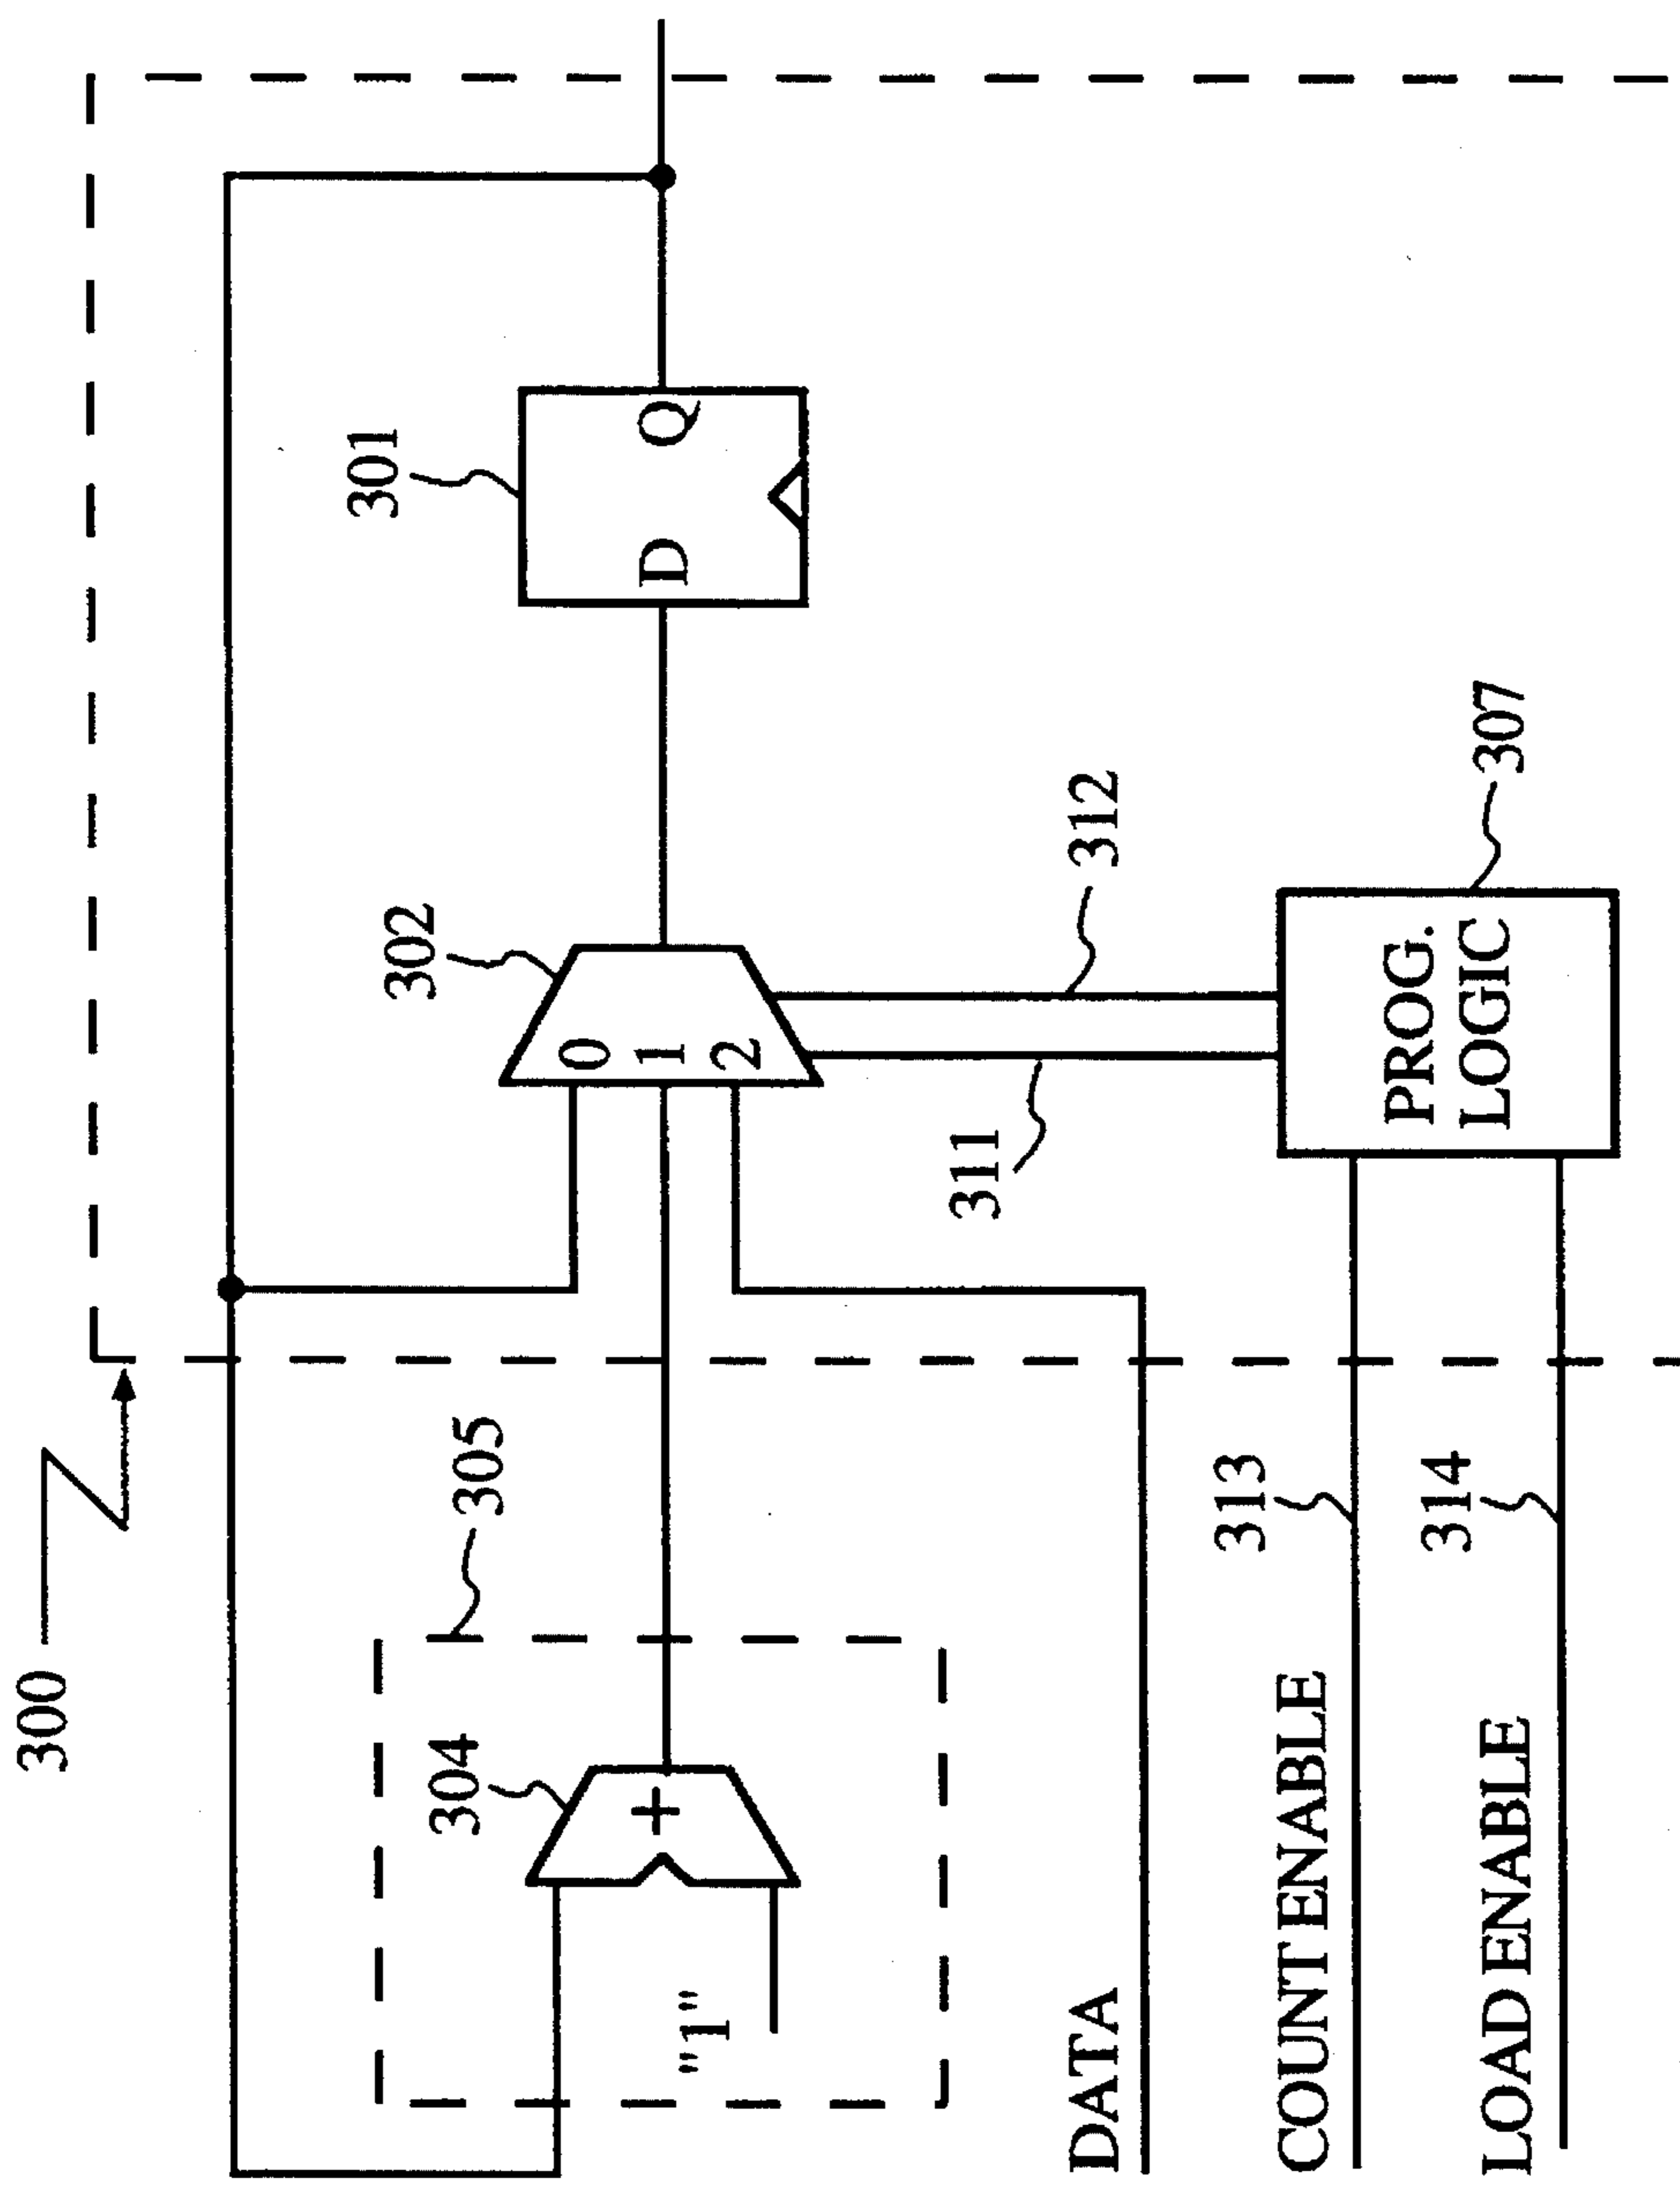 300
305
304
+
"1"
302
0
1
2
301
D
Q
311
312
307
PROG.
LOGIC
313
314
DATA
COUNT ENABLE
LOAD ENABLE